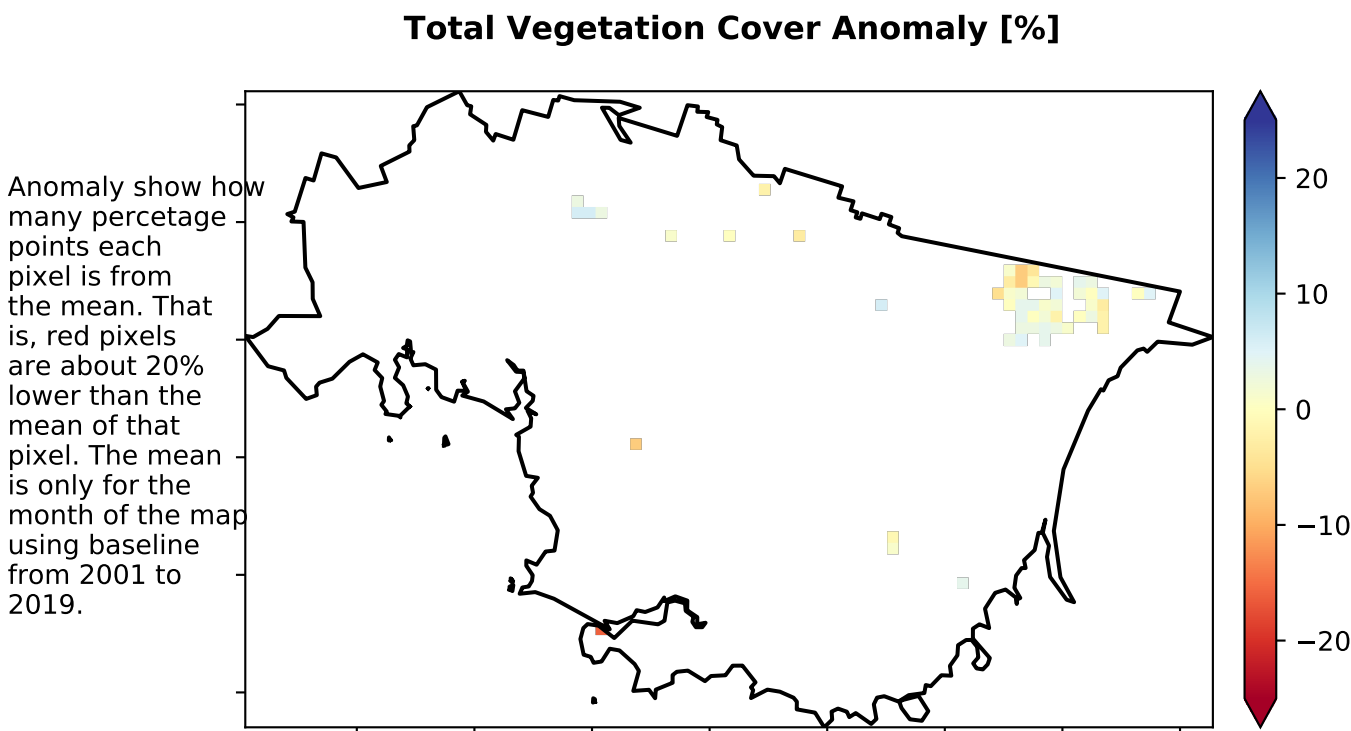 Total Vegetation Cover Anomaly [%]
Anomaly show how
many percetage
points each
pixel is from
the mean. That
is, red pixels
are about 20%
lower than the
mean of that
pixel. The mean
is only for the
month of the map
using baseline
from 2001 to
2019.
20
10
0
−10
−20